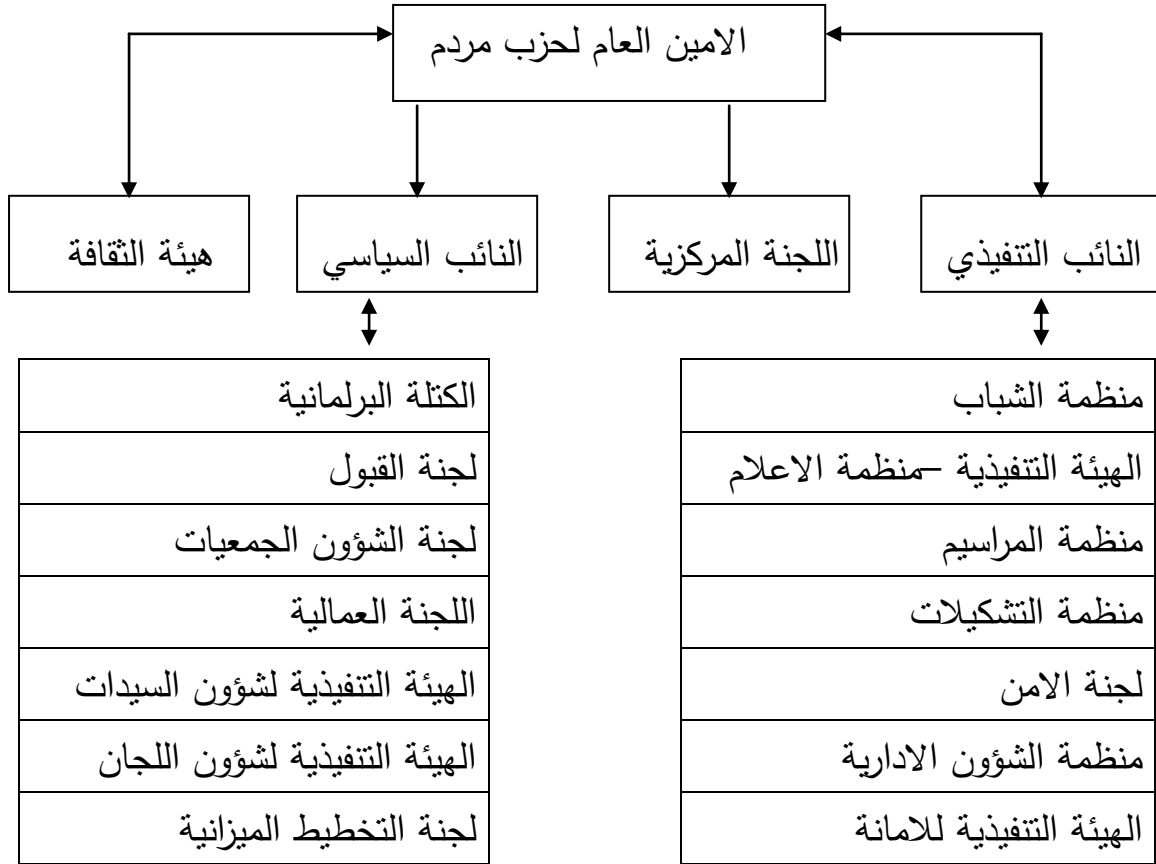 الامين العام لحزب مردم
النائب التنفيذي
اللجنة المركزية
النائب السياسي
هيئة الثقافة
منظمة الشباب
الهيئة التنفيذية –منظمة الاعلام
منظمة المراسيم
منظمة التشكيلات
لجنة الامن
منظمة الشؤون الادارية
الهيئة التنفيذية للامانة
الكتلة البرلمانية
لجنة القبول
لجنة الشؤون الجمعيات
اللجنة العمالية
الهيئة التنفيذية لشؤون السيدات
الهيئة التنفيذية لشؤون اللجان
لجنة التخطيط الميزانية